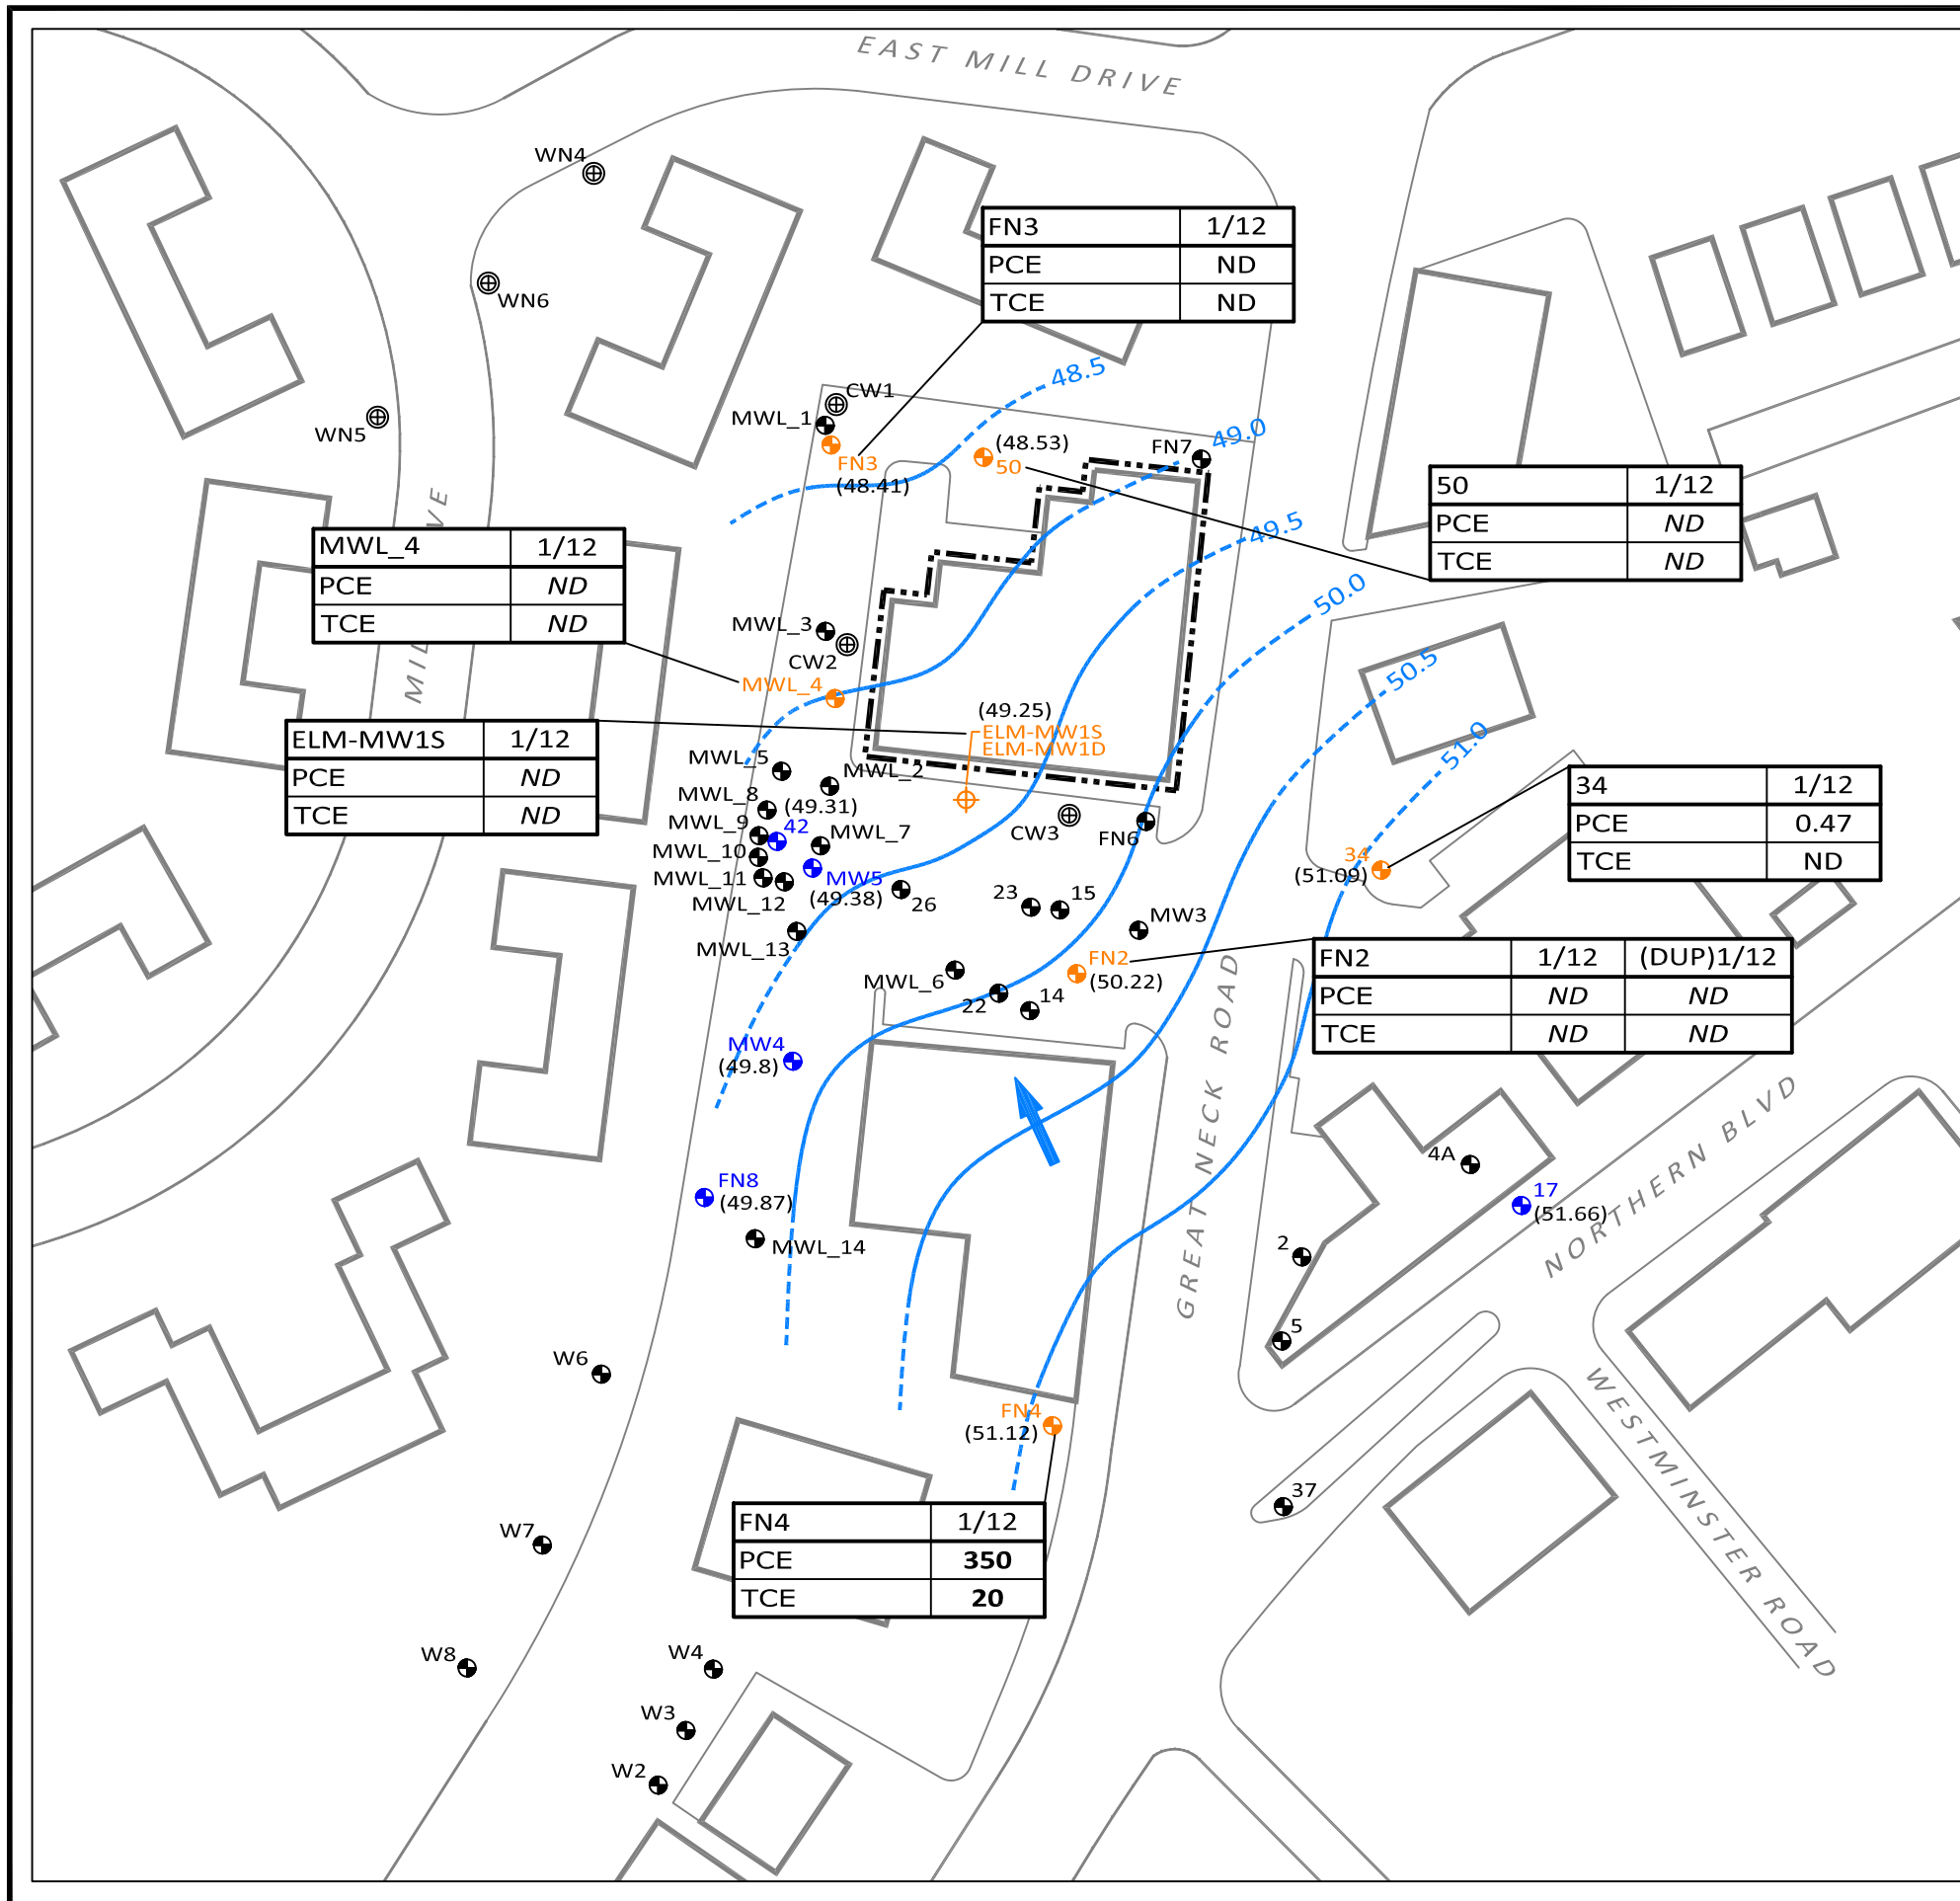 EAST MILL DRIVE
WN4
FN3 1/12
PCE ND
TCE ND
WN6
48.5
CW1
MWL_1
WN5
FN3
(48.41)
(48.53)
50
FN7
49.0
50 1/12
PCE ND
TCE ND
49.5
MWL_4 1/12
PCE ND
TCE ND
50.0
MWL_3
CW2
MWL_4
50.5
ELM-MW1S 1/12
PCE ND
TCE ND
(49.25)
ELM-MW1S
ELM-MW1D
51.0
MWL_5
MWL_2
34 1/12
PCE 0.47
TCE ND
MWL_8
(49.31)
42
MWL_9
MWL_7
CW3
FN6
MWL_10
34
(51.09)
MWL_11
MW5
(49.38)
MWL_12
26
23
15
MW3
MWL_13
FN2
(50.22)
FN2 1/12 (DUP)1/12
PCE ND ND
TCE ND ND
MWL_6
22
14
MW4
(49.8)
GREAT NECK ROAD
NORTHERN BLVD
4A
17
(51.66)
FN8
(49.87)
MWL_14
2
5
W6
WESTMINSTER ROAD
FN4
(51.12)
37
FN4 1/12
PCE 350
TCE 20
W7
W8
W4
W3
W2